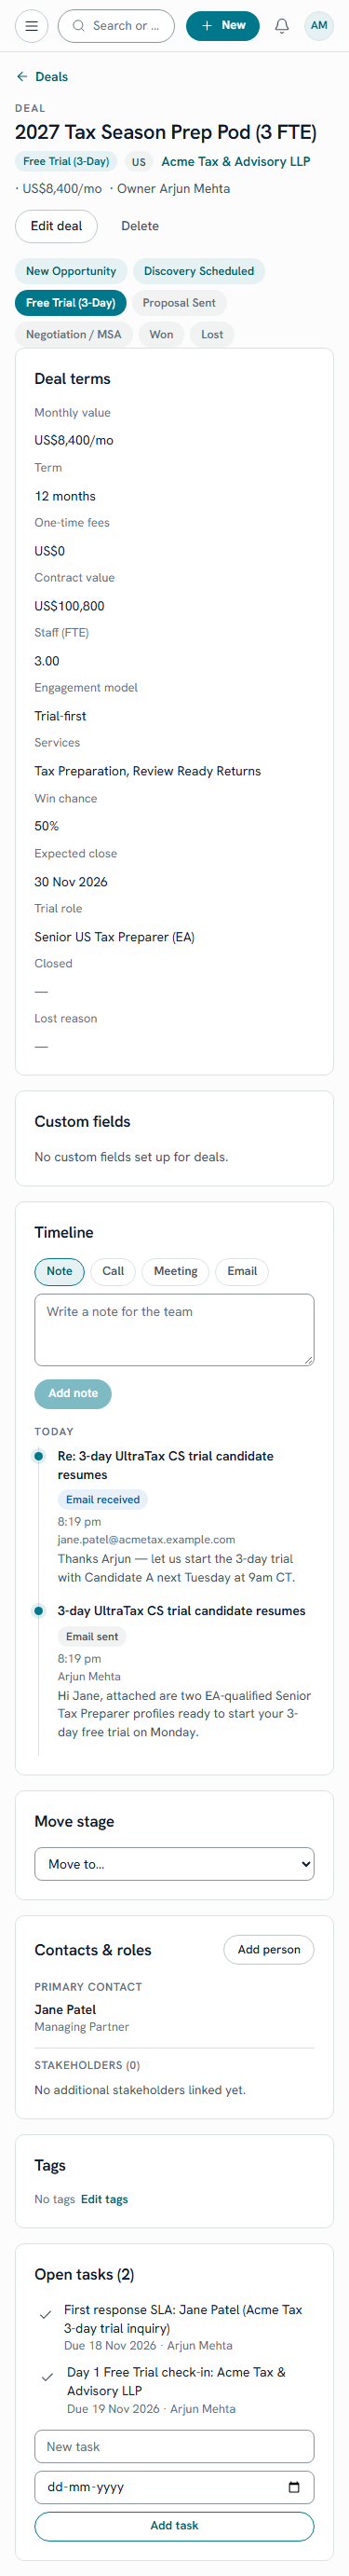 Search or ...
New
AM
Deals
DEAL
2027 Tax Season Prep Pod (3 FTE)
Free Trial (3-Day) US Acme Tax & Advisory LLP
· US$8,400/mo · Owner Arjun Mehta
Edit deal Delete
New Opportunity Discovery Scheduled
Free Trial (3-Day) Proposal Sent
Negotiation / MSA Won Lost
Deal terms
Monthly value
US$8,400/mo
Term
12 months
One-time fees
US$0
Contract value
US$100,800
Staff (FTE)
3.00
Engagement model
Trial-first
Services
Tax Preparation, Review Ready Returns
Win chance
50%
Expected close
30 Nov 2026
Trial role
Senior US Tax Preparer (EA)
Closed
—
Lost reason
—
Custom fields
No custom fields set up for deals.
Timeline
Note Call Meeting Email
Write a note for the team
Add note
TODAY
Re: 3-day UltraTax CS trial candidate
resumes
Email received
8:19 pm
jane.patel@acmetax.example.com
Thanks Arjun — let us start the 3-day trial
with Candidate A next Tuesday at 9am CT.
3-day UltraTax CS trial candidate resumes
Email sent
8:19 pm
Arjun Mehta
Hi Jane, attached are two EA-qualified Senior
Tax Preparer profiles ready to start your 3-
day free trial on Monday.
Move stage
Move to...
Contacts & roles
Add person
PRIMARY CONTACT
Jane Patel
Managing Partner
STAKEHOLDERS (0)
No additional stakeholders linked yet.
Tags
No tags Edit tags
Open tasks (2)
First response SLA: Jane Patel (Acme Tax
3-day trial inquiry)
Due 18 Nov 2026 · Arjun Mehta
Day 1 Free Trial check-in: Acme Tax &
Advisory LLP
Due 19 Nov 2026 · Arjun Mehta
New task
dd-mm-yyyy
Add task